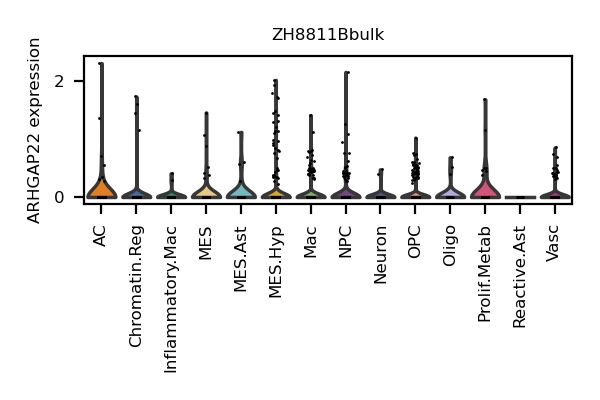 ZH8811Bbulk
ARHGAP22 expression
2
0
AC
Chromatin.Reg
Inflammatory.Mac
MES
MES.Ast
MES.Hyp
Mac
NPC
Neuron
OPC
Oligo
Prolif.Metab
Reactive.Ast
Vasc